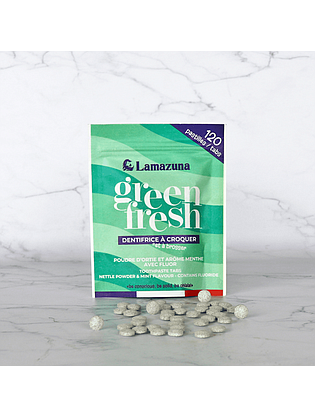 120
pastilles / tabs
Lamazuna
green
fresh
DENTIFRICE À CROQUER
POUDRE D'ORTIE ET ARÔME MENTHE
AVEC FLUOR
TOOTHPASTE TABS
NETTLE POWDER & MINT FLAVOUR - CONTAINS FLUORIDE